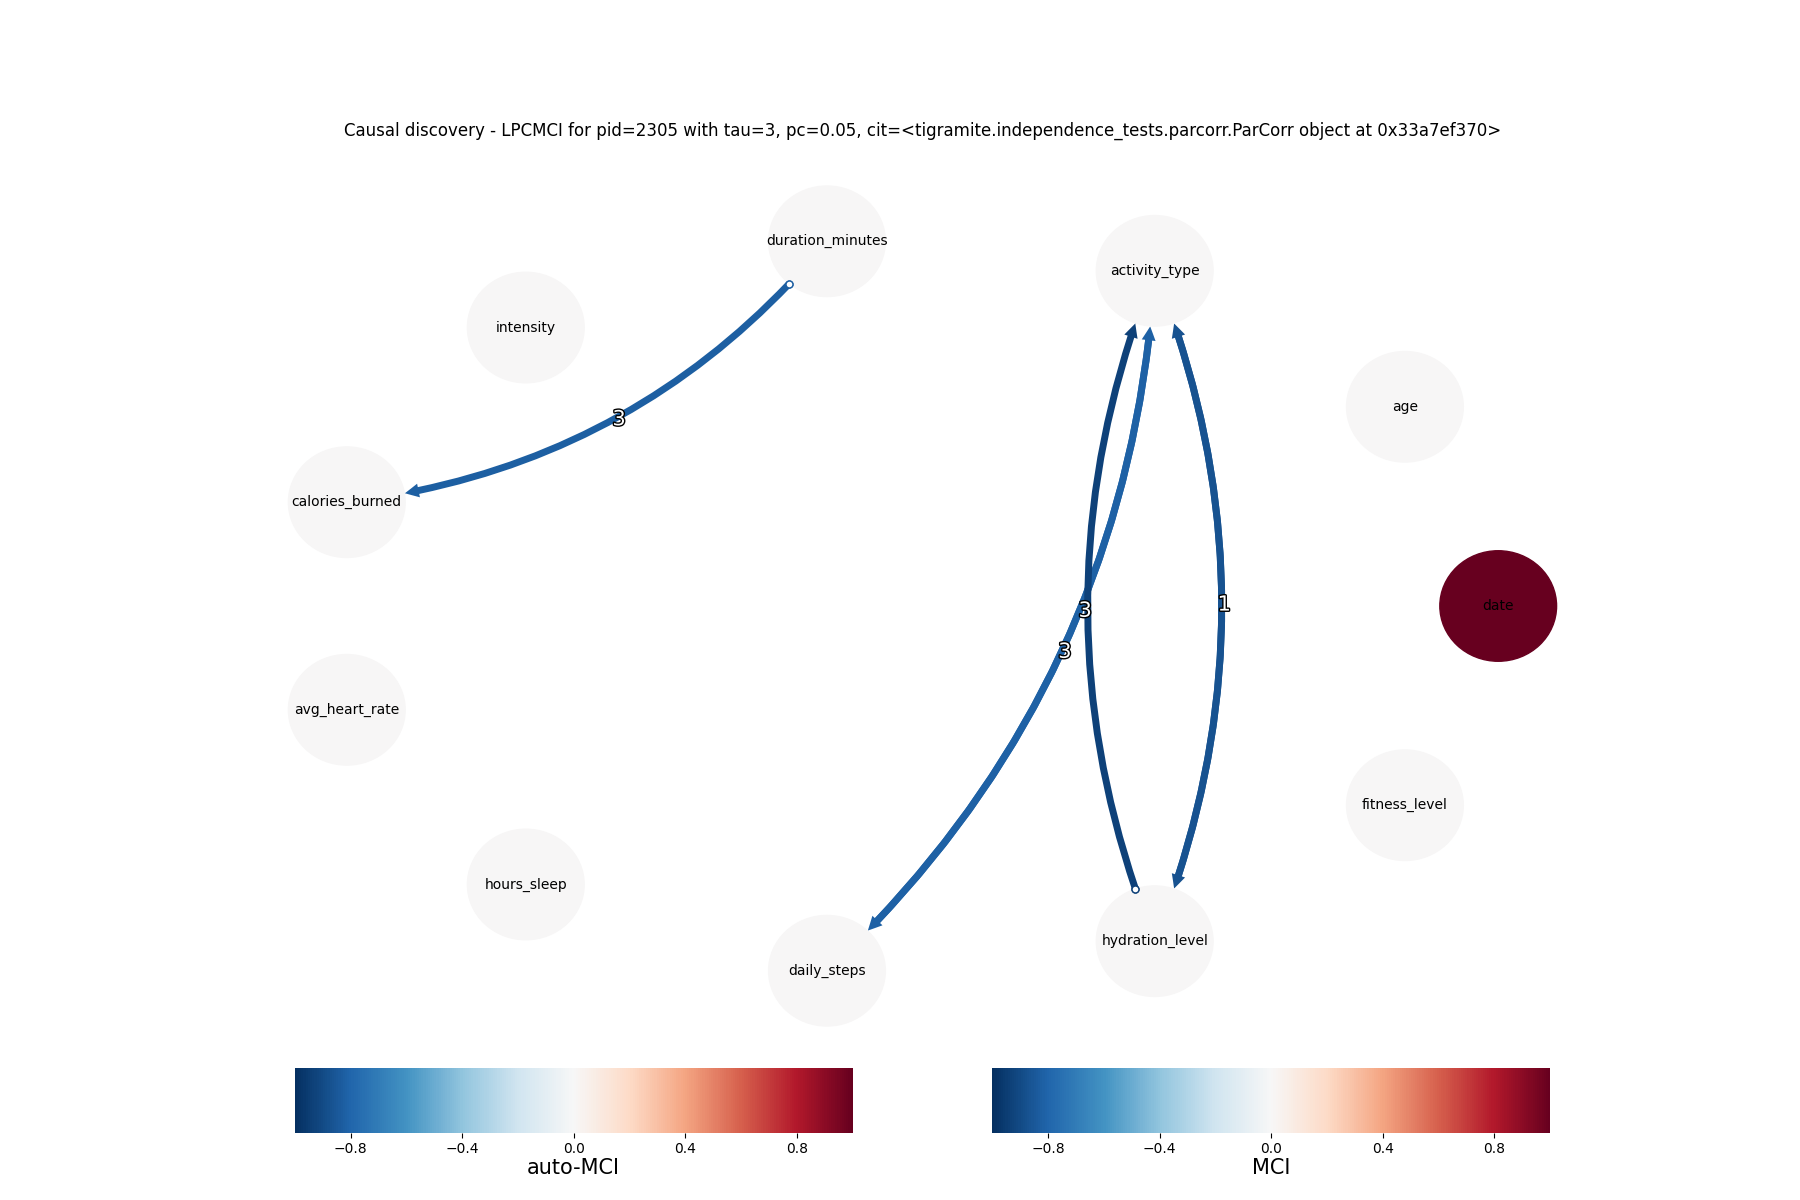 Causal discovery - LPCMCI for pid=2305 with tau=3, pc=0.05, cit=<tigramite.independence_tests.parcorr.ParCorr object at 0x33a7ef370>
duration_minutes
activity_type
intensity
age
3
calories_burned
3
1
date
3
avg_heart_rate
fitness_level
hours_sleep
hydration_level
daily_steps
−0.8 −0.4 0.0 0.4 0.8
auto-MCI
−0.8 −0.4 0.0 0.4 0.8
MCI